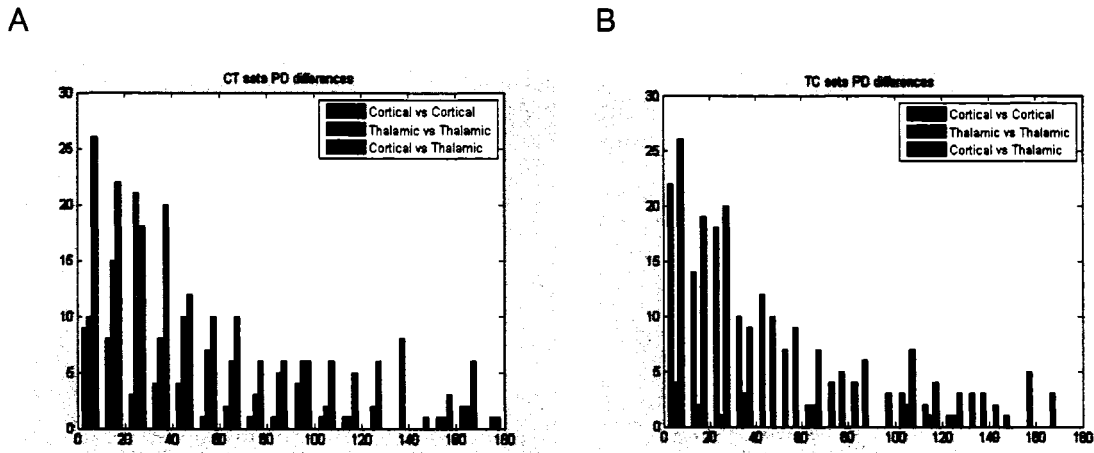 A
B
CT sets PD differences
30
25
20
15
10
5
0
0 20 40 60 80 100 120 140 160 180
Cortical vs Cortical
Thalamic vs Thalamic
Cortical vs Thalamic
TC sets PD differences
30
25
20
15
10
5
0
0 20 40 60 80 100 120 140 160 180
Cortical vs Cortical
Thalamic vs Thalamic
Cortical vs Thalamic